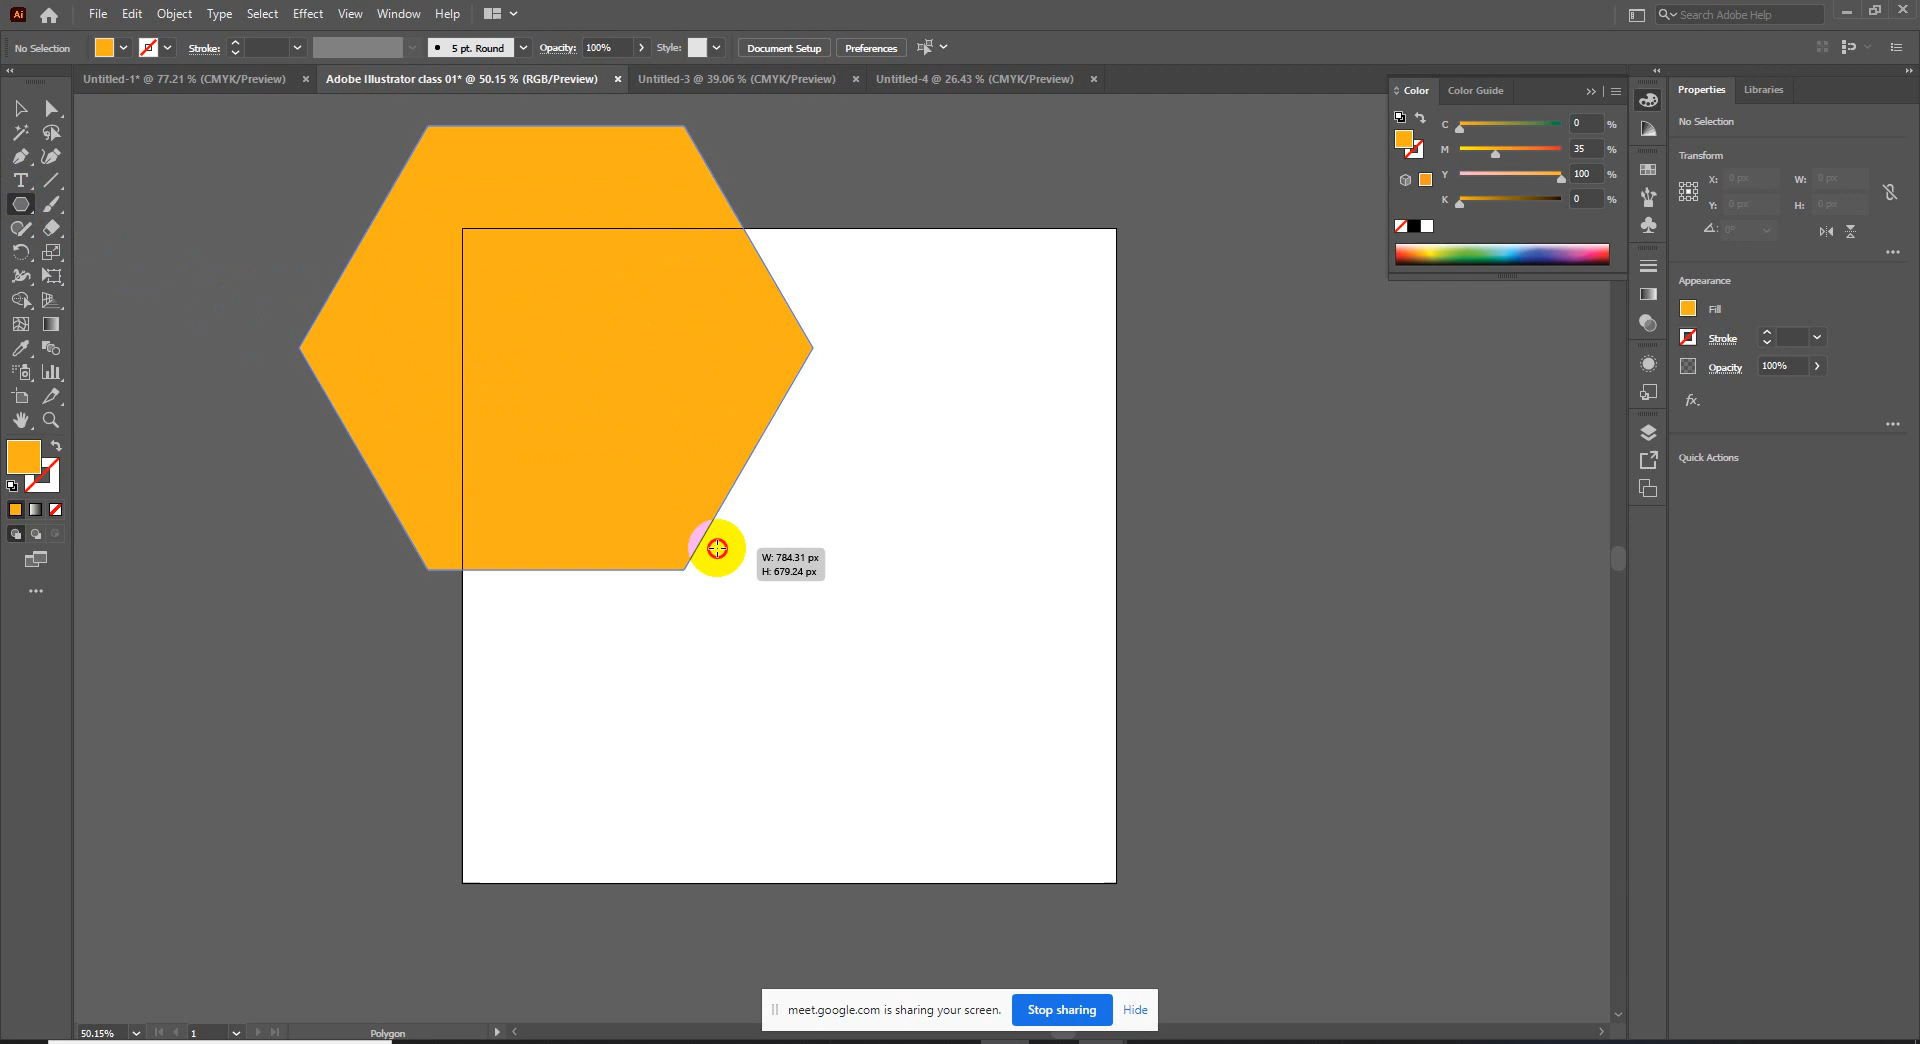 Ai File Edit Object Type Select Effect View Window Help Search Adobe Help
No Selection Stroke: 5 pt. Round Opacity: 100% Style: Document Setup Preferences
Untitled-1* @ 77.21 % (CMYK/Preview) × Adobe Illustrator class 01* @ 50.15 % (RGB/Preview) × Untitled-3 @ 39.06 % (CMYK/Preview) × Untitled-4 @ 26.43 % (CMYK/Preview) ×
Color Color Guide
C 0 %
M 35 %
Y 100 %
K 0 %
Properties Libraries
No Selection
Transform
X: 0 px W: 0 px
Y: 0 px H: 0 px
0°
Appearance
Fill
Stroke
Opacity 100%
fx.
Quick Actions
W: 784.31 px
H: 679.24 px
meet.google.com is sharing your screen. Stop sharing Hide
50.15% 1 Polygon